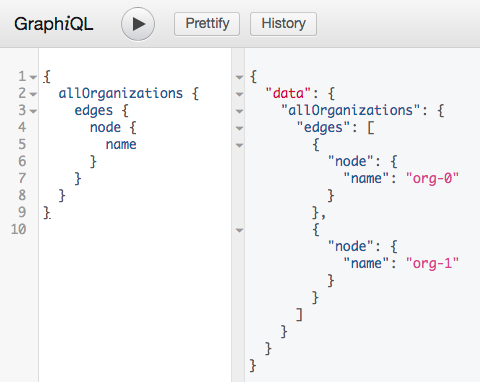 GraphiQL Prettify History
1 {
2 allOrganizations {
3 edges {
4 node {
5 name
6 }
7 }
8 }
9 }
10
{
"data": {
"allOrganizations": {
"edges": [
{
"node": {
"name": "org-0"
}
},
{
"node": {
"name": "org-1"
}
}
]
}
}
}